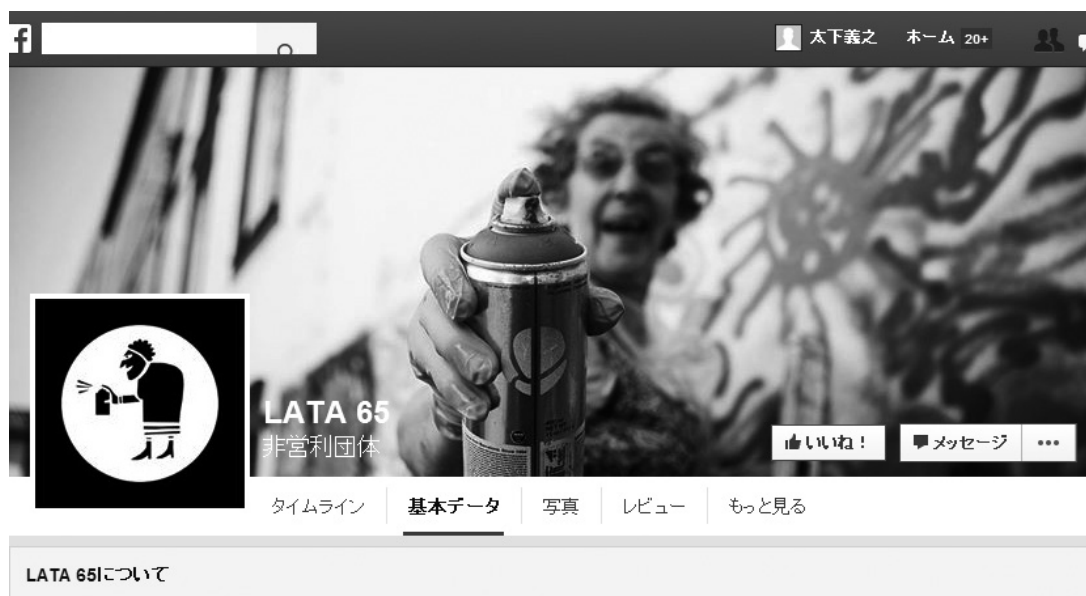 f
太下義之 ホーム 20+
LATA 65
非営利団体
いいね！ メッセージ •••
タイムライン 基本データ 写真 レビュー もっと見る
LATA 65について